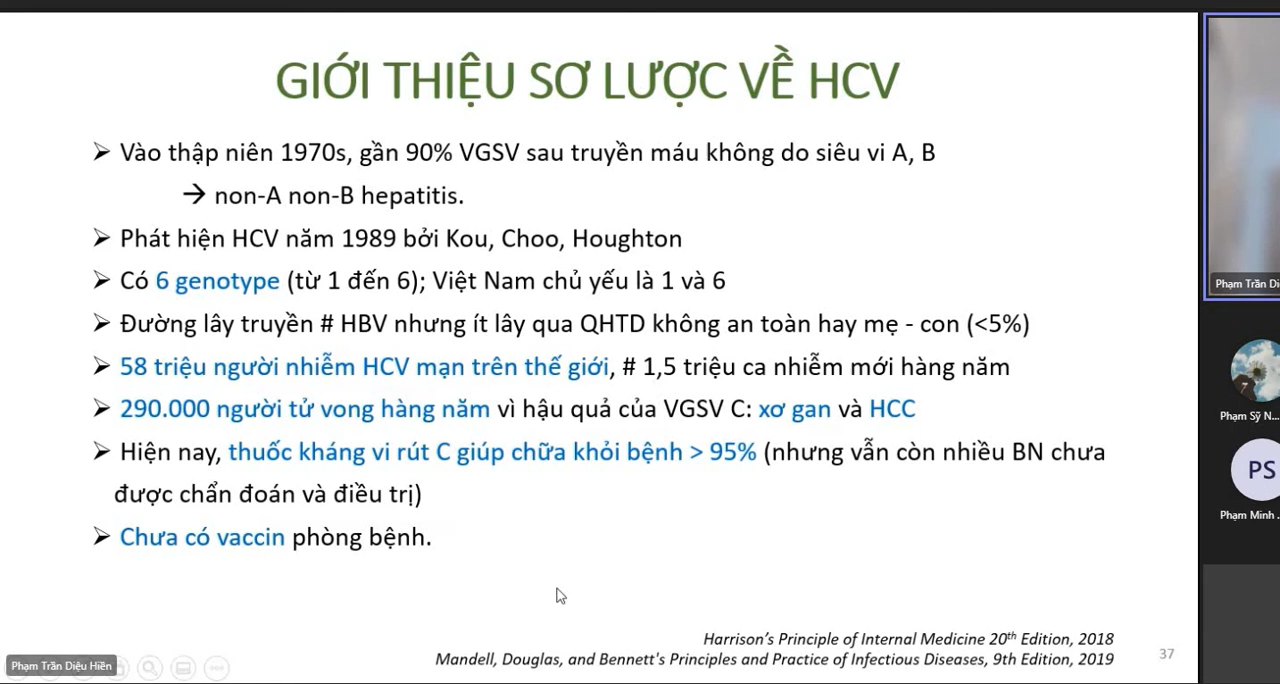 GIỚI THIỆU SƠ LƯỢC VỀ HCV
➢ Vào thập niên 1970s, gần 90% VGSV sau truyền máu không do siêu vi A, B
→ non-A non-B hepatitis.
➢ Phát hiện HCV năm 1989 bởi Kou, Choo, Houghton
➢ Có 6 genotype (từ 1 đến 6); Việt Nam chủ yếu là 1 và 6
➢ Đường lây truyền # HBV nhưng ít lây qua QHTD không an toàn hay mẹ - con (<5%)
➢ 58 triệu người nhiễm HCV mạn trên thế giới, # 1,5 triệu ca nhiễm mới hàng năm
➢ 290.000 người tử vong hàng năm vì hậu quả của VGSV C: xơ gan và HCC
➢ Hiện nay, thuốc kháng vi rút C giúp chữa khỏi bệnh > 95% (nhưng vẫn còn nhiều BN chưa
được chẩn đoán và điều trị)
➢ Chưa có vaccin phòng bệnh.
Harrison's Principle of Internal Medicine 20th Edition, 2018
Mandell, Douglas, and Bennett's Principles and Practice of Infectious Diseases, 9th Edition, 2019
37
Phạm Trần Diệu Hiền
Phạm Trần Di
Phạm Sỹ N...
PS
Phạm Minh .